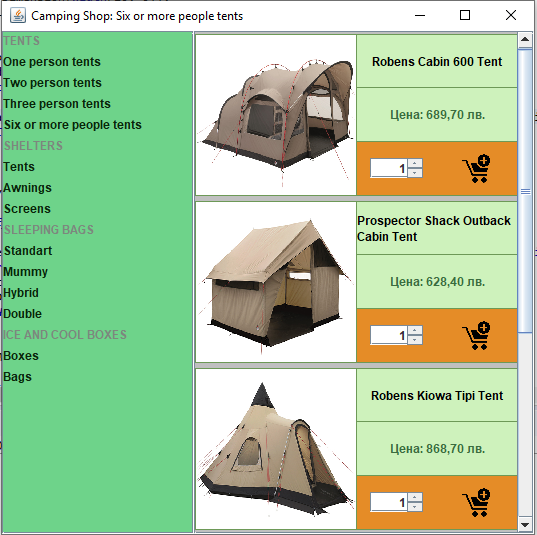 Camping Shop: Six or more people tents
TENTS
One person tents
Two person tents
Three person tents
Six or more people tents
SHELTERS
Tents
Awnings
Screens
SLEEPING BAGS
Standart
Mummy
Hybrid
Double
ICE AND COOL BOXES
Boxes
Bags
Robens Cabin 600 Tent
Цена: 689,70 лв.
1
Prospector Shack Outback
Cabin Tent
Цена: 628,40 лв.
1
Robens Kiowa Tipi Tent
Цена: 868,70 лв.
1